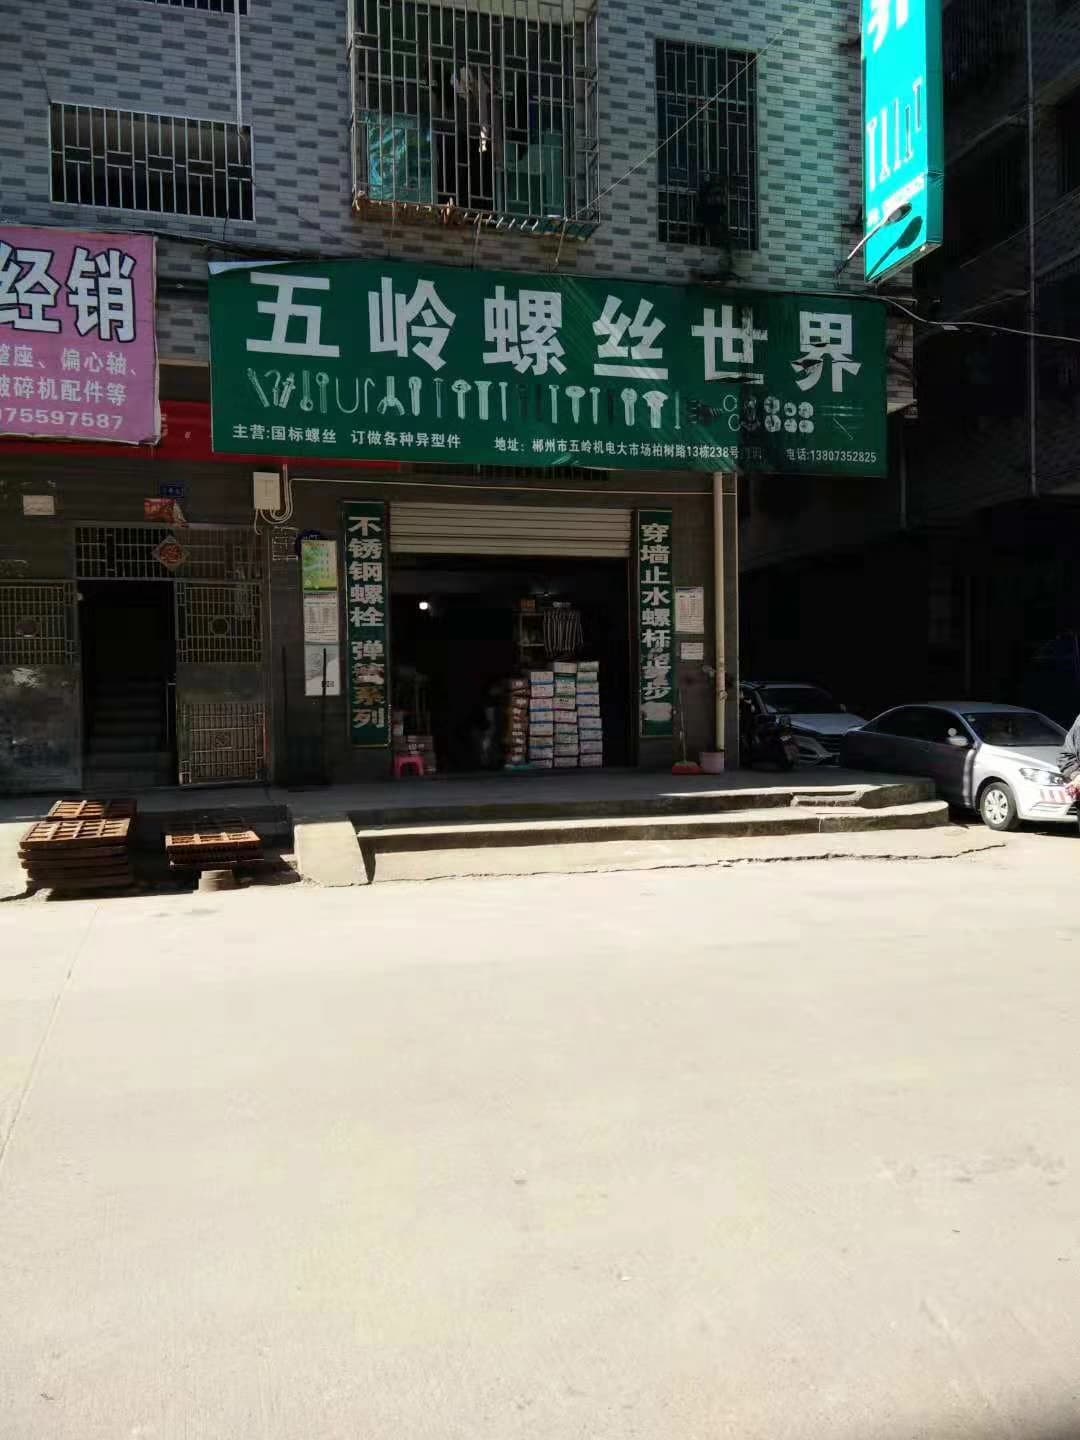 界
经销
整座、偏心轴、
破碎机配件等
075597587
五岭螺丝世界
主营:国标螺丝 订做各种异型件 地址:郴州市五岭机电大市场柏树路13栋238号 电话:13807352825
不锈钢螺栓 弹簧系列
穿墙止水螺杆